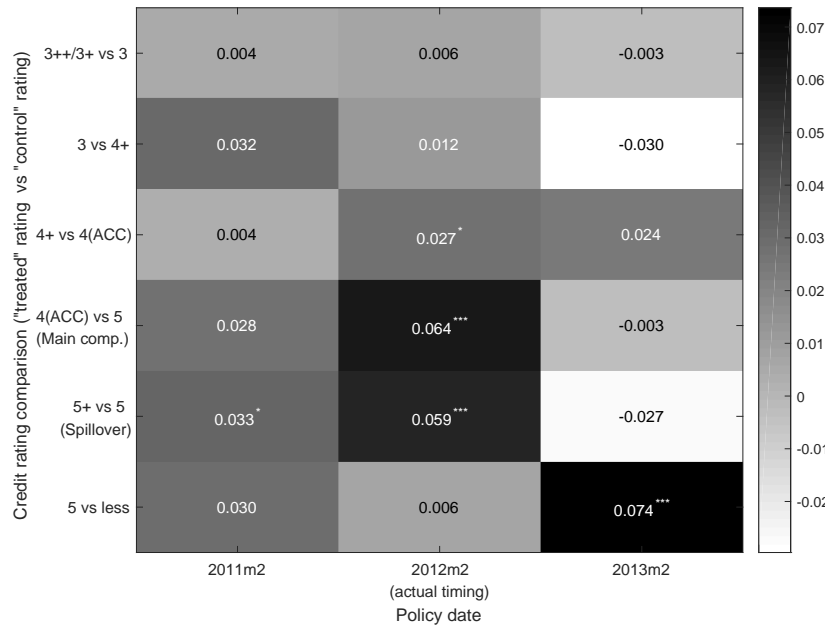 Credit rating comparison ("treated" rating vs "control" rating)
3++/3+ vs 3
0.004
0.006
-0.003
3 vs 4+
0.032
0.012
-0.030
4+ vs 4(ACC)
0.004
0.027*
0.024
4(ACC) vs 5
(Main comp.)
0.028
0.064***
-0.003
5+ vs 5
(Spillover)
0.033*
0.059***
-0.027
5 vs less
0.030
0.006
0.074***
2011m2
2012m2
2013m2
(actual timing)
Policy date
0.07
0.06
0.05
0.04
0.03
0.02
0.01
0
-0.01
-0.02